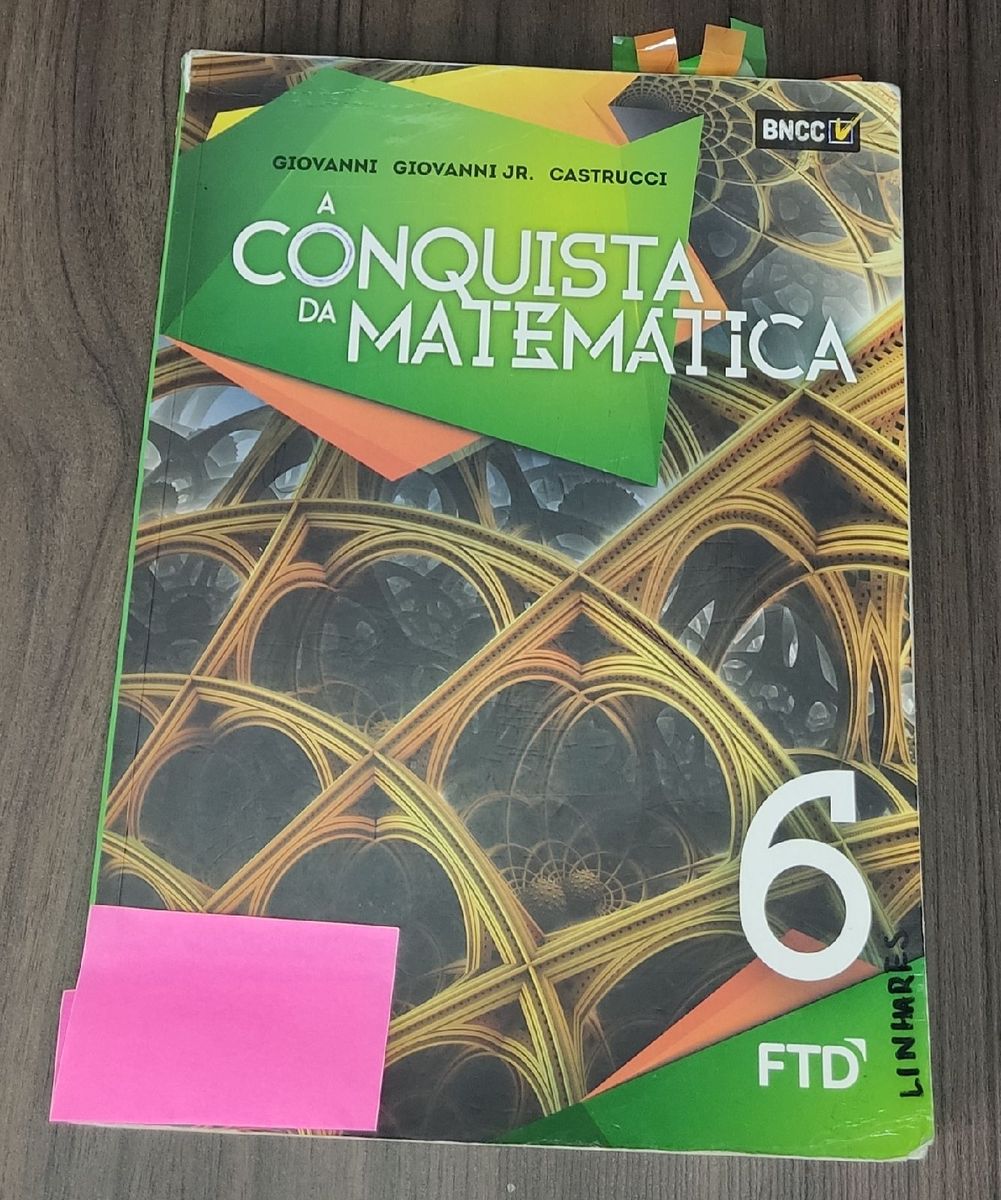 BNCC
GIOVANNI GIOVANNI JR. CASTRUCCI
A
CONQUISTA
DA MATEMÁTICA
6
LINHARES
FTD